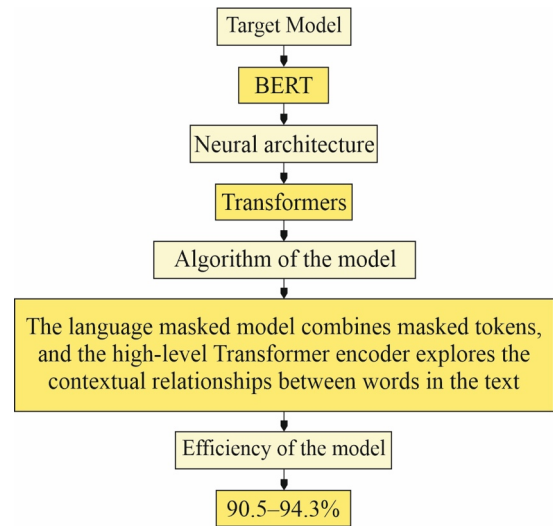 Target Model
BERT
Neural architecture
Transformers
Algorithm of the model
The language masked model combines masked tokens,
and the high-level Transformer encoder explores the
contextual relationships between words in the text
Efficiency of the model
90.5–94.3%